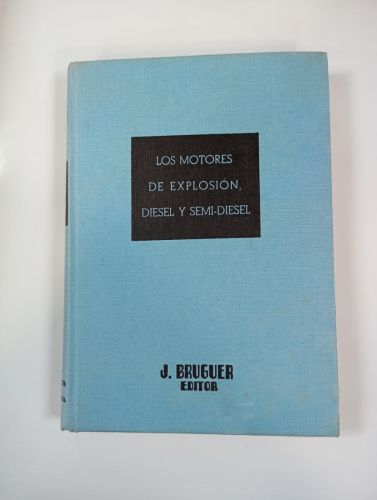 LOS MOTORES
DE EXPLOSIÓN,
DIESEL Y SEMI-DIESEL
J. BRUGUER
EDITOR